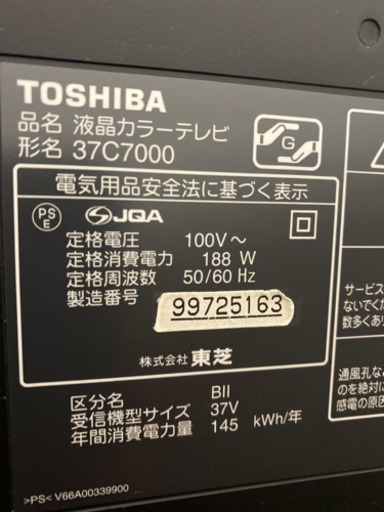 TOSHIBA
品名 液晶カラーテレビ
形名 37C7000
G
電気用品安全法に基づく表示
PS
E
JQA
定格電圧 100V～
定格消費電力 188 W
定格周波数 50/60 Hz
製造番号 99725163
株式会社 東芝
区分名 BII
受信機型サイズ 37V
年間消費電力量 145 kWh/年
>PS< V66A00339900
サービス
ないでくだ
数多くあり
通風孔な
のを絶対に
感電の原因